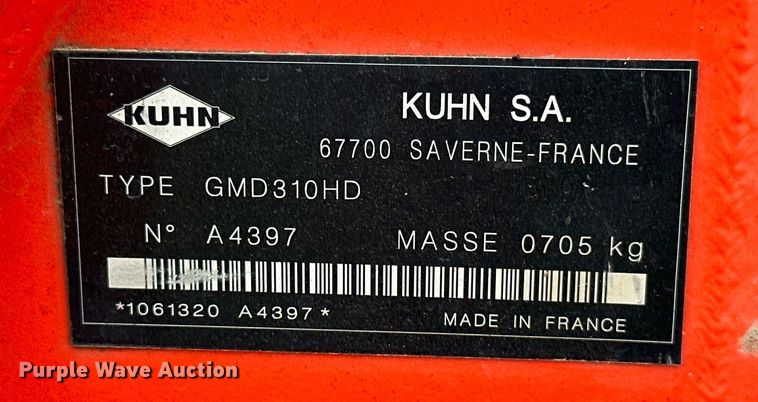 KUHN
KUHN S.A.
67700 SAVERNE-FRANCE
TYPE GMD310HD
N° A4397 MASSE 0705 kg
*1061320 A4397*
MADE IN FRANCE
Purple Wave Auction